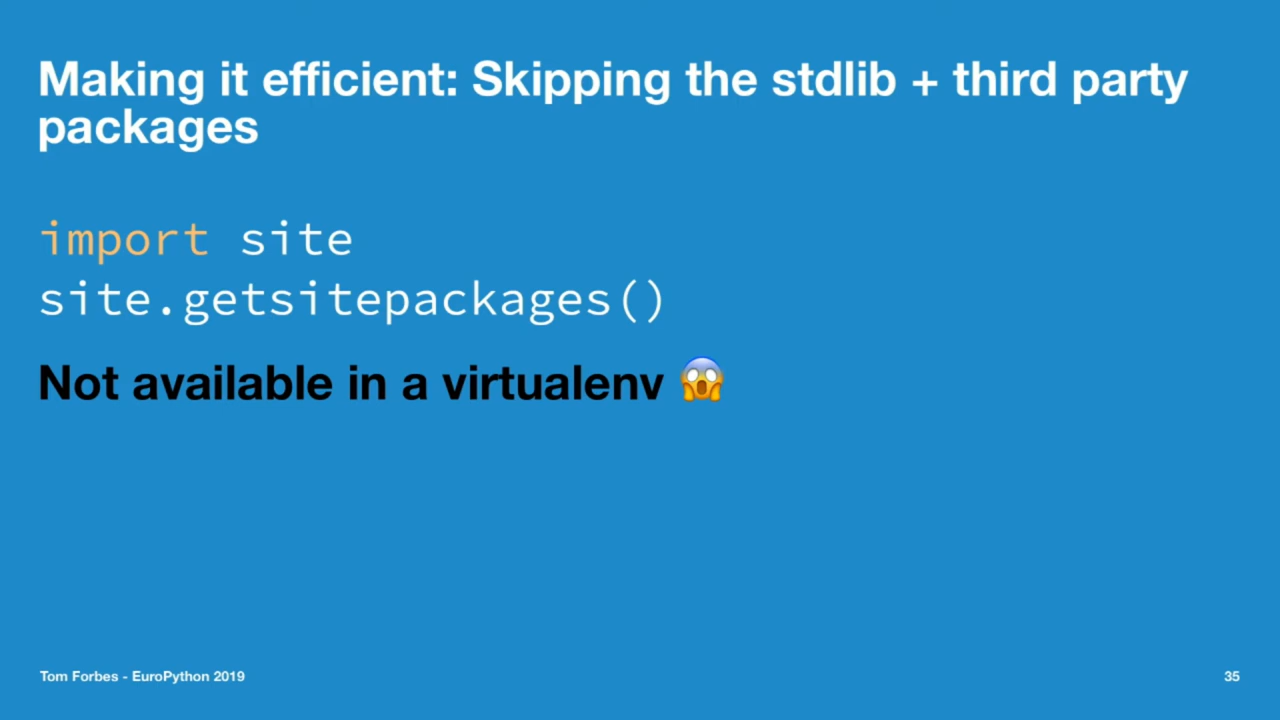 Making it efficient: Skipping the stdlib + third party
packages
import site
site.getsitepackages()
Not available in a virtualenv 😱
Tom Forbes - EuroPython 2019
35